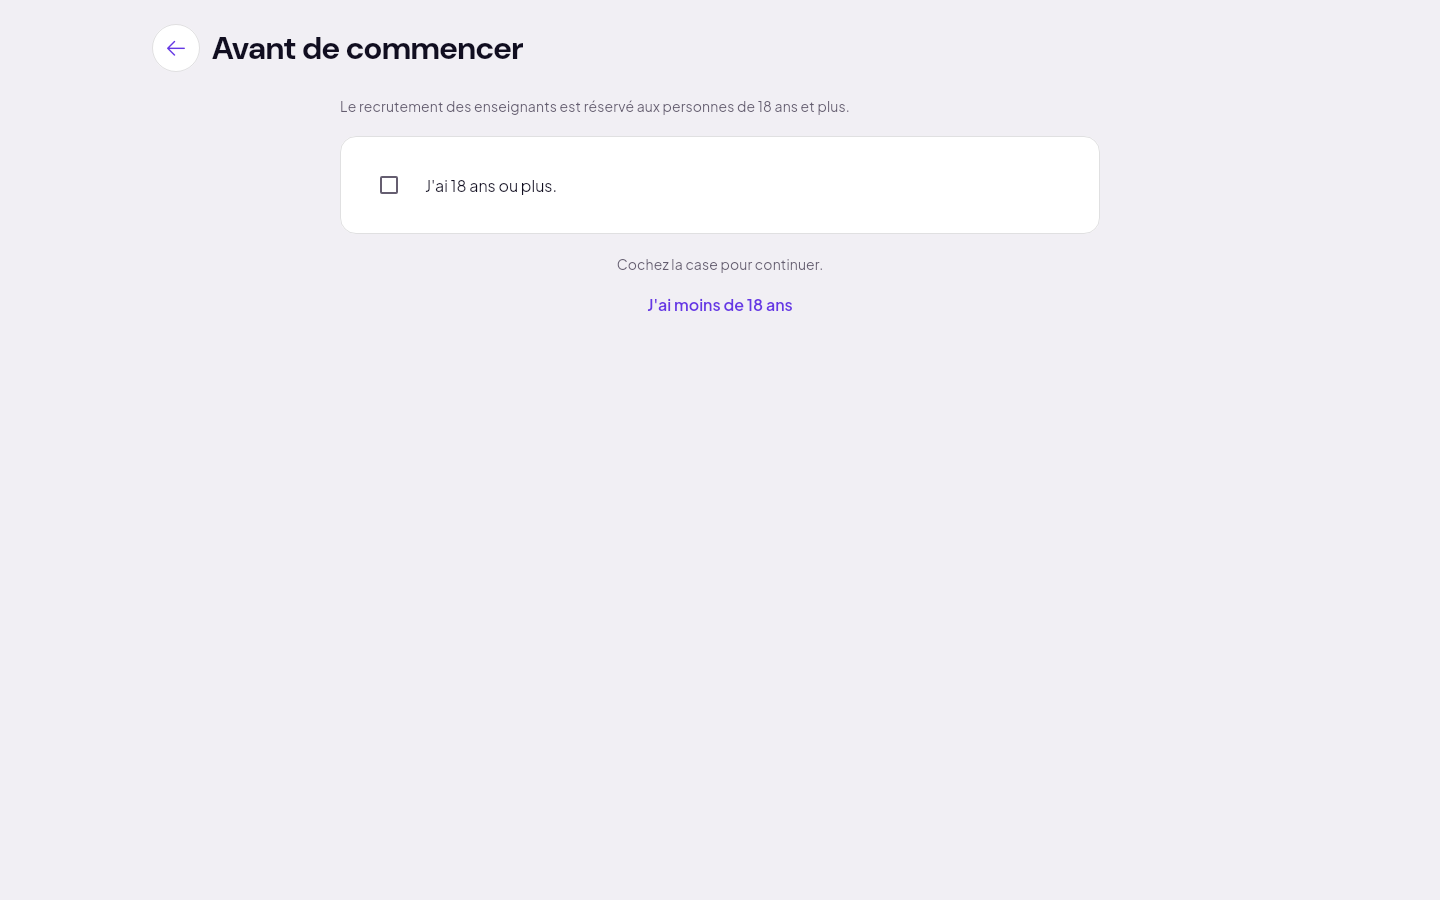 Avant de commencer
Le recrutement des enseignants est réservé aux personnes de 18 ans et plus.
J'ai 18 ans ou plus.
Cochez la case pour continuer.
J'ai moins de 18 ans